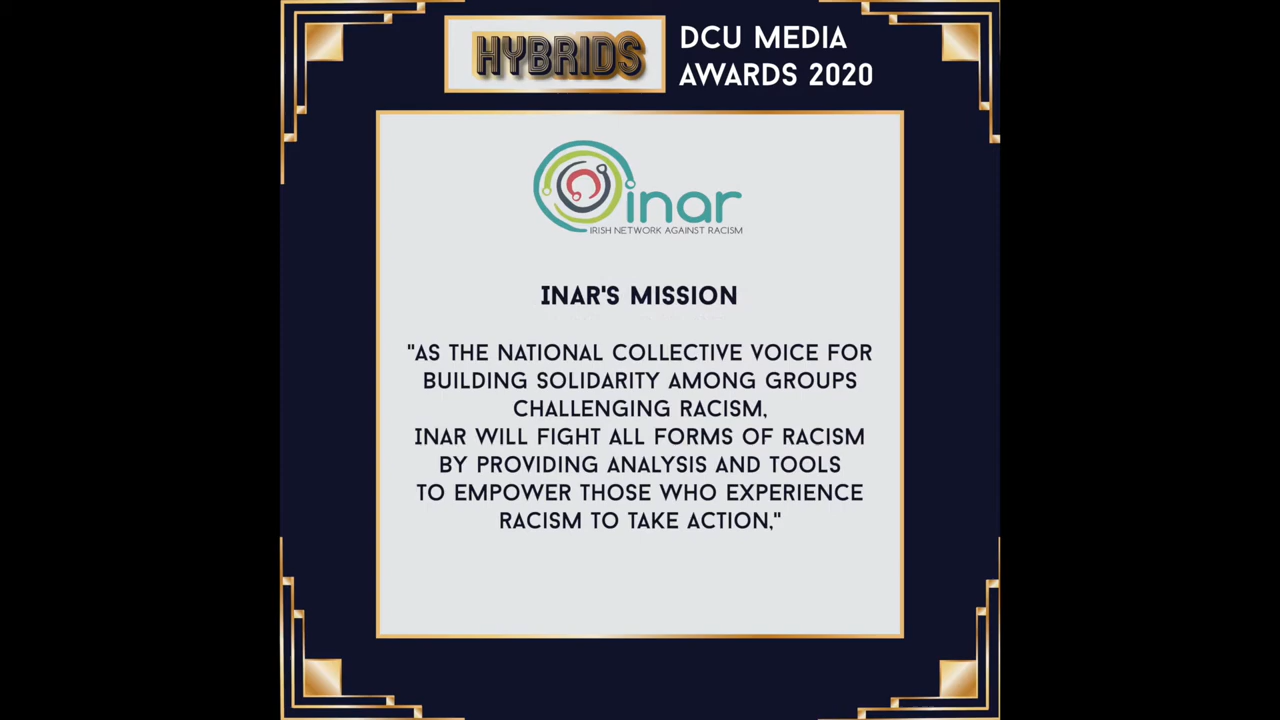 HYBRIDS
DCU MEDIA
AWARDS 2020
inar
IRISH NETWORK AGAINST RACISM
INAR'S MISSION
"AS THE NATIONAL COLLECTIVE VOICE FOR
BUILDING SOLIDARITY AMONG GROUPS
CHALLENGING RACISM,
INAR WILL FIGHT ALL FORMS OF RACISM
BY PROVIDING ANALYSIS AND TOOLS
TO EMPOWER THOSE WHO EXPERIENCE
RACISM TO TAKE ACTION,"